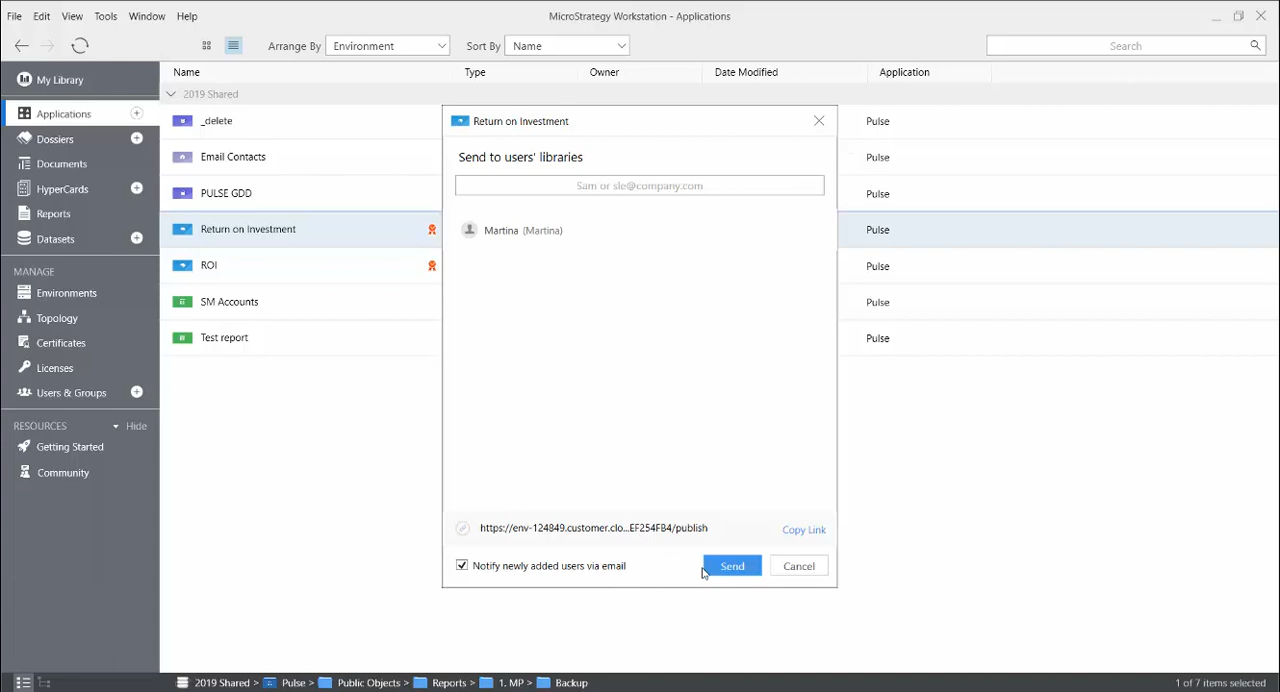 File Edit View Tools Window Help
MicroStrategy Workstation - Applications
Arrange By Environment Sort By Name Search
My Library
Applications
Dossiers
Documents
HyperCards
Reports
Datasets
MANAGE
Environments
Topology
Certificates
Licenses
Users & Groups
RESOURCES Hide
Getting Started
Community
Name Type Owner Date Modified Application
2019 Shared
_delete Pulse
Email Contacts Pulse
PULSE GDD Pulse
Return on Investment Pulse
ROI Pulse
SM Accounts Pulse
Test report Pulse
Return on Investment
Send to users' libraries
Sam or sle@company.com
Martina (Martina)
https://env-124849.customer.clo...EF254FB4/publish Copy Link
Notify newly added users via email Send Cancel
2019 Shared > Pulse > Public Objects > Reports > 1. MP > Backup 1 of 7 items selected